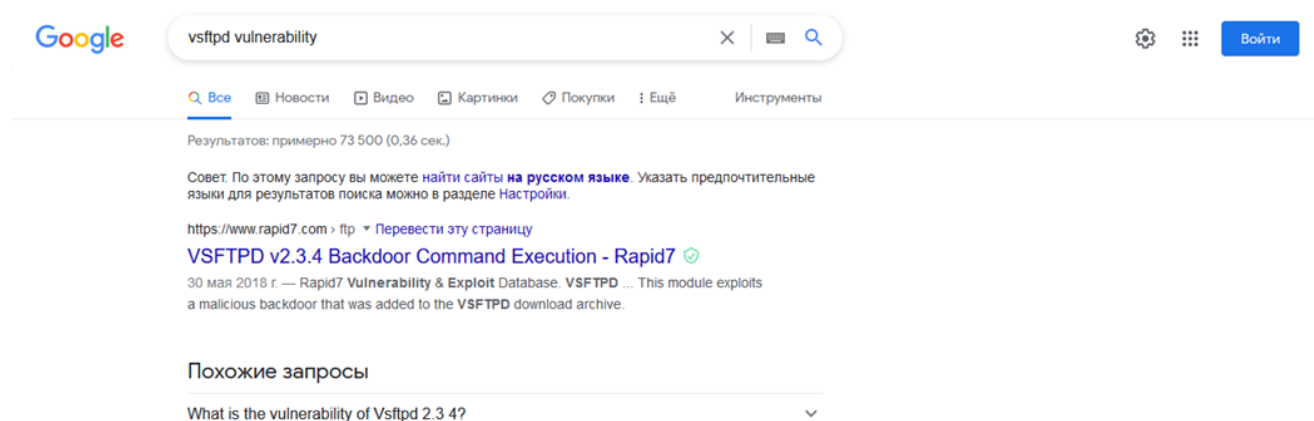 Google
vsftpd vulnerability
Войти
Все Новости Видео Картинки Покупки Ещё Инструменты
Результатов: примерно 73 500 (0,36 сек.)
Совет. По этому запросу вы можете найти сайты на русском языке. Указать предпочтительные
языки для результатов поиска можно в разделе Настройки.
https://www.rapid7.com › ftp Перевести эту страницу
VSFTPD v2.3.4 Backdoor Command Execution - Rapid7
30 мая 2018 г. — Rapid7 Vulnerability & Exploit Database. VSFTPD ... This module exploits
a malicious backdoor that was added to the VSFTPD download archive.
Похожие запросы
What is the vulnerability of Vsftpd 2.3 4?